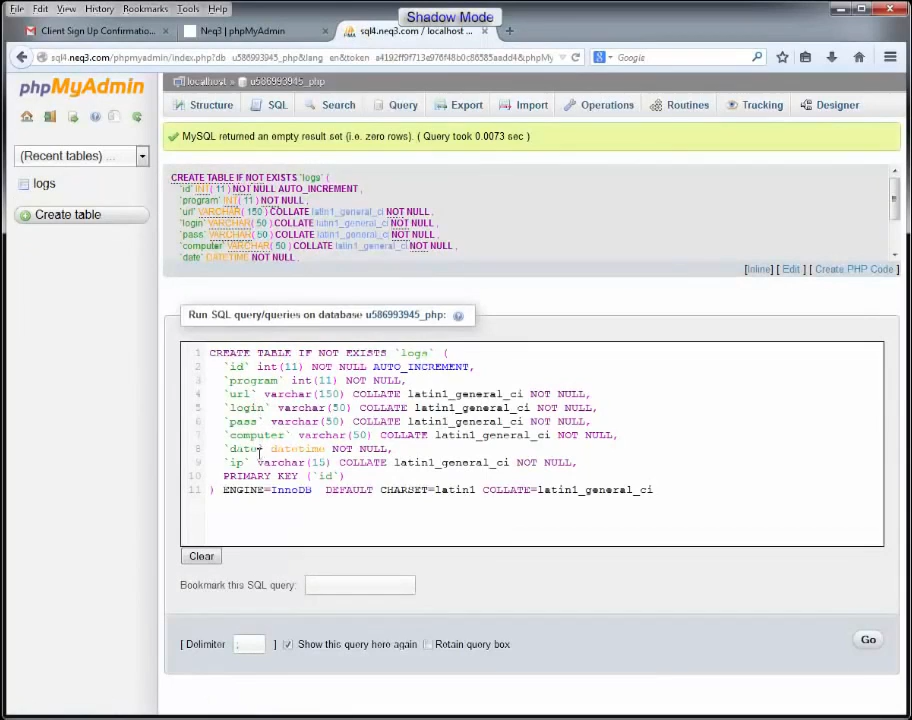 Shadow Mode
File Edit View History Bookmarks Tools Help
Client Sign Up Confirmatio...
Neq3 | phpMyAdmin
sql4.neq3.com / localhost ...
sql4.neq3.com/phpmyadmin/index.php?db
Google
phpMyAdmin
localhost » u586993945_php
Structure SQL Search Query Export Import Operations Routines Tracking Designer
(Recent tables) ...
logs
Create table
MySQL returned an empty result set (i.e. zero rows). ( Query took 0.0073 sec )
CREATE TABLE IF NOT EXISTS `logs` (
`id` INT( 11 ) NOT NULL AUTO_INCREMENT ,
`program` INT( 11 ) NOT NULL ,
`url` VARCHAR( 150 ) COLLATE latin1_general_ci NOT NULL ,
`login` VARCHAR( 50 ) COLLATE latin1_general_ci NOT NULL ,
`pass` VARCHAR( 50 ) COLLATE latin1_general_ci NOT NULL ,
`computer` VARCHAR( 50 ) COLLATE latin1_general_ci NOT NULL ,
`date` DATETIME NOT NULL ,
[Inline] [ Edit ] [ Create PHP Code ]
Run SQL query/queries on database u586993945_php:
1 CREATE TABLE IF NOT EXISTS `logs` (
2 `id` int(11) NOT NULL AUTO_INCREMENT,
3 `program` int(11) NOT NULL,
4 `url` varchar(150) COLLATE latin1_general_ci NOT NULL,
5 `login` varchar(50) COLLATE latin1_general_ci NOT NULL,
6 `pass` varchar(50) COLLATE latin1_general_ci NOT NULL,
7 `computer` varchar(50) COLLATE latin1_general_ci NOT NULL,
8 `date` datetime NOT NULL,
9 `ip` varchar(15) COLLATE latin1_general_ci NOT NULL,
10 PRIMARY KEY (`id`)
11 ) ENGINE=InnoDB DEFAULT CHARSET=latin1 COLLATE=latin1_general_ci
Clear
Bookmark this SQL query:
[ Delimiter ; ] Show this query here again Retain query box
Go